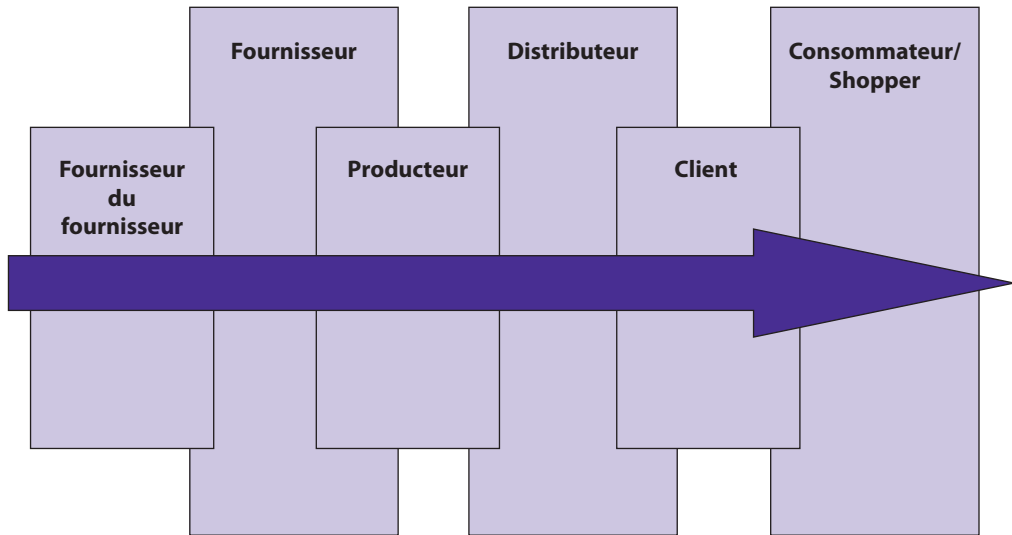 Fournisseur
Distributeur
Consommateur/
Shopper
Fournisseur
du
fournisseur
Producteur
Client